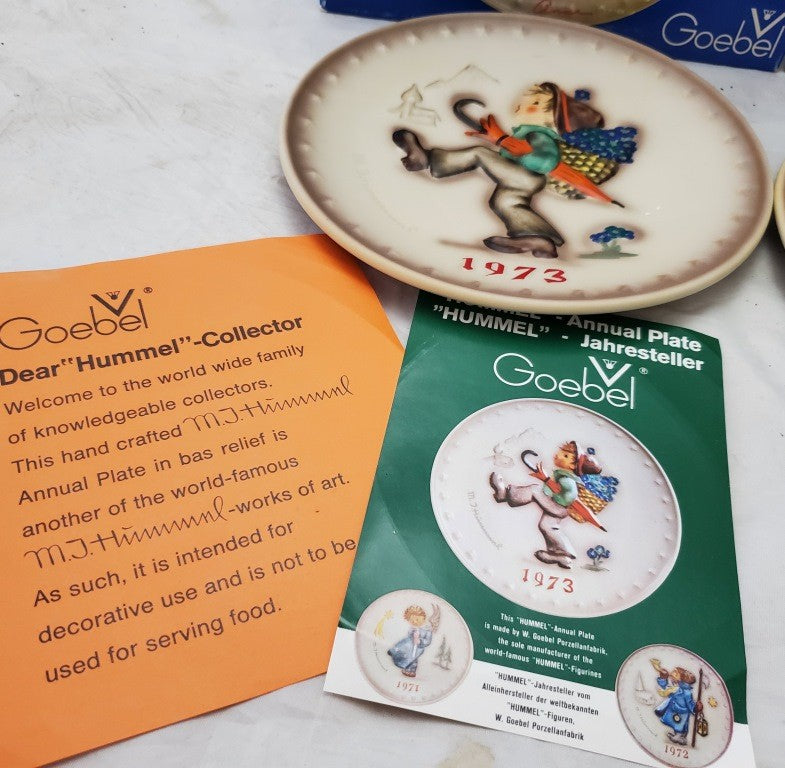 Goebel
1973
Goebel®
Dear "Hummel"-Collector
Welcome to the world wide family
of knowledgeable collectors.
This hand crafted M.J.Hümmel
Annual Plate in bas relief is
another of the world-famous
M.J.Hümmel-works of art.
As such, it is intended for
decorative use and is not to be
used for serving food.
"HUMMEL" - Annual Plate
"HUMMEL" - Jahresteller
Goebel®
M.J.Hümmel
1973
This "HUMMEL"-Annual Plate
is made by W. Goebel Porzellanfabrik,
the sole manufacturer of the
world-famous "HUMMEL"-Figurines
1971
"HUMMEL"-Jahresteller vom
Alleinhersteller der weltbekannten
"HUMMEL"-Figuren,
W. Goebel Porzellanfabrik
1972